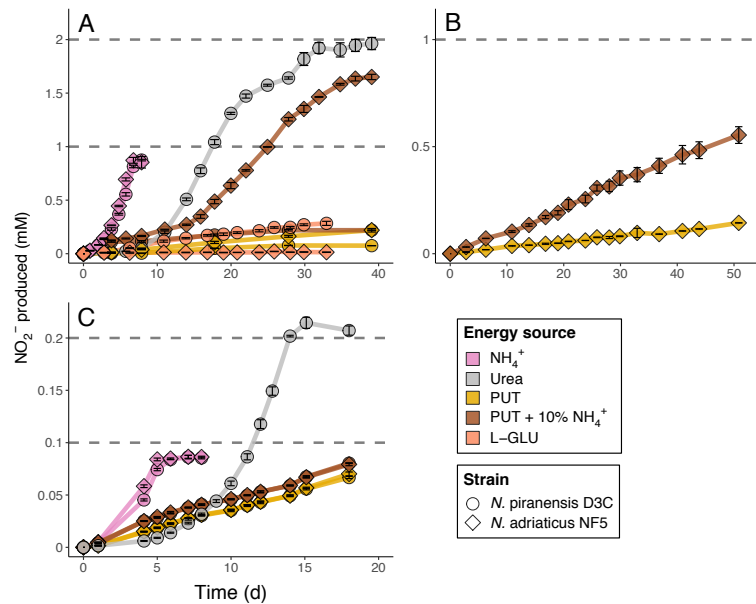 A
B
2
1.5
1
0.5
0
0 10 20 30 40
1
0.5
0
0 10 20 30 40 50
NO₂⁻ produced (mM)
C
0.2
0.15
0.1
0.05
0
0 5 10 15 20
Time (d)
Energy source
NH₄⁺
Urea
PUT
PUT + 10% NH₄⁺
L−GLU
Strain
N. piranensis D3C
N. adriaticus NF5